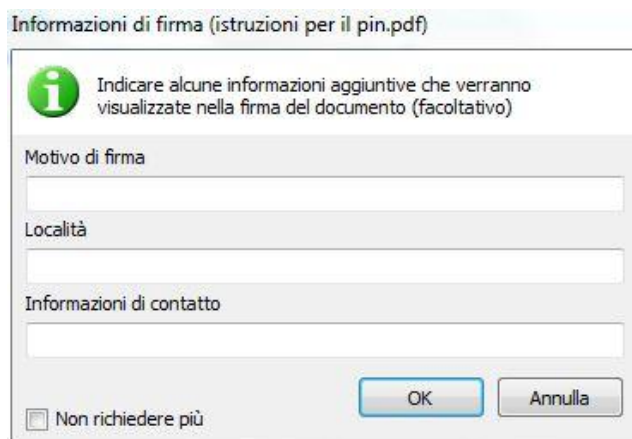 Informazioni di firma (istruzioni per il pin.pdf)
Indicare alcune informazioni aggiuntive che verranno
visualizzate nella firma del documento (facoltativo)
Motivo di firma
Località
Informazioni di contatto
OK
Annulla
Non richiedere più